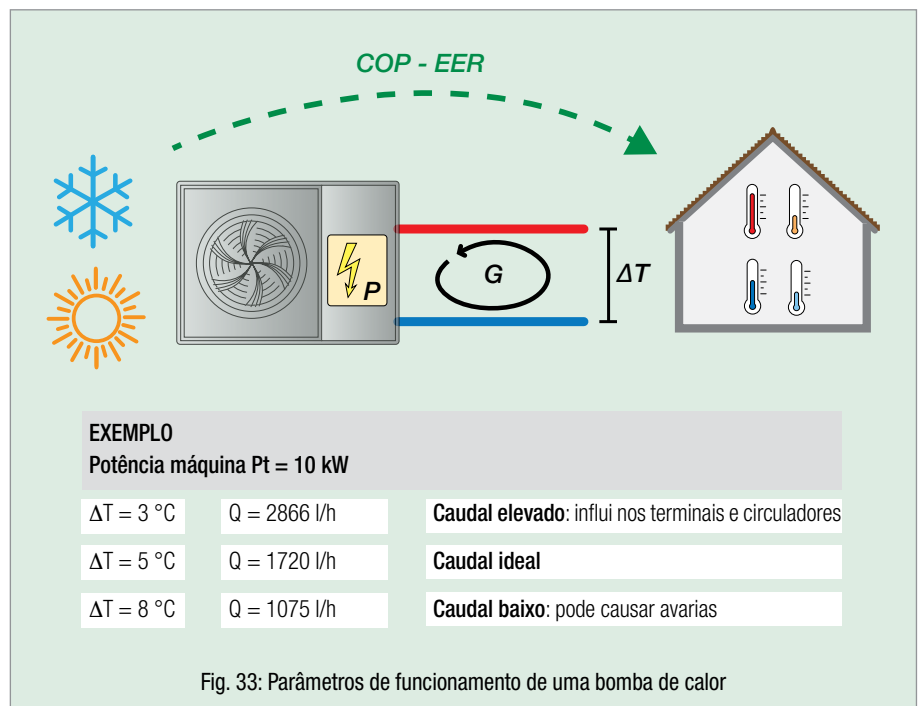 COP - EER
P
G
ΔT
EXEMPLO
Potência máquina Pt = 10 kW
ΔT = 3 °C Q = 2866 l/h Caudal elevado: influi nos terminais e circuladores
ΔT = 5 °C Q = 1720 l/h Caudal ideal
ΔT = 8 °C Q = 1075 l/h Caudal baixo: pode causar avarias
Fig. 33: Parâmetros de funcionamento de uma bomba de calor